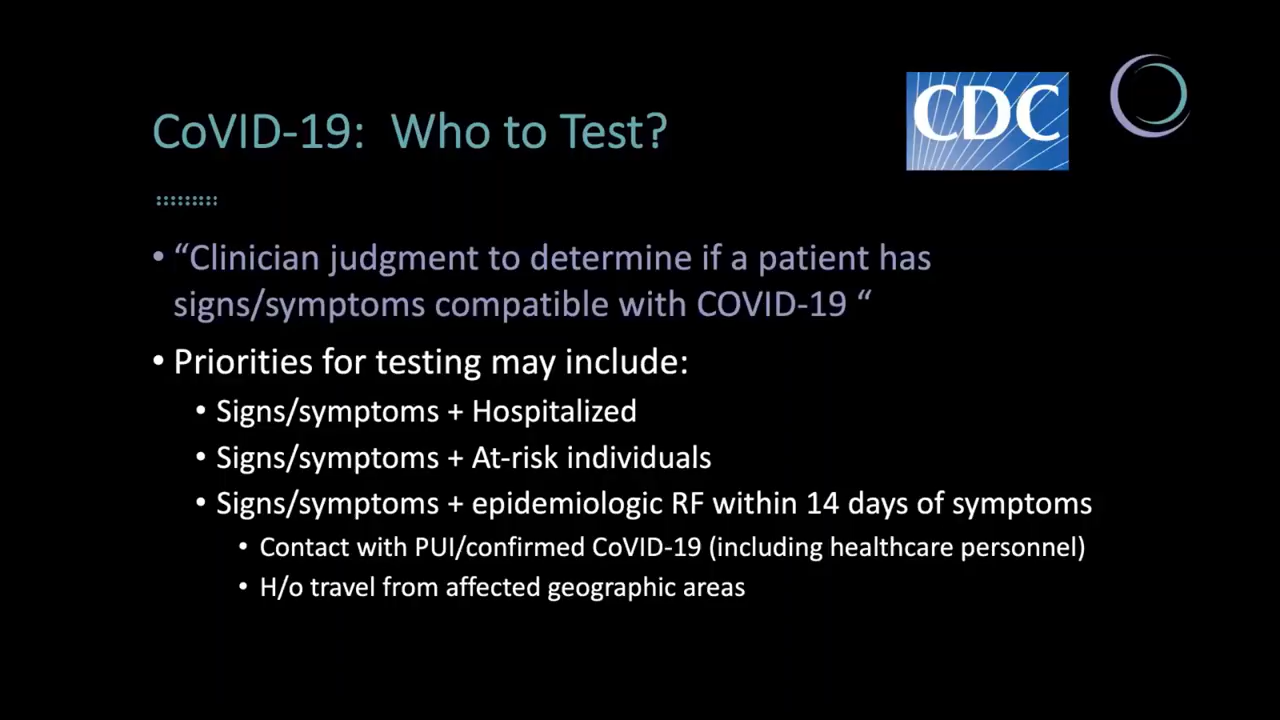 CDC
CoVID-19:  Who to Test?
• “Clinician judgment to determine if a patient has
signs/symptoms compatible with COVID-19 “
• Priorities for testing may include:
• Signs/symptoms + Hospitalized
• Signs/symptoms + At-risk individuals
• Signs/symptoms + epidemiologic RF within 14 days of symptoms
• Contact with PUI/confirmed CoVID-19 (including healthcare personnel)
• H/o travel from affected geographic areas